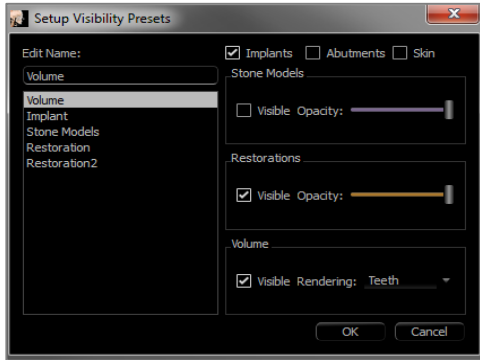 Setup Visibility Presets
Edit Name:
Volume
Volume
Implant
Stone Models
Restoration
Restoration2
Implants Abutments Skin
Stone Models
Visible Opacity:
Restorations
Visible Opacity:
Volume
Visible Rendering: Teeth
OK Cancel